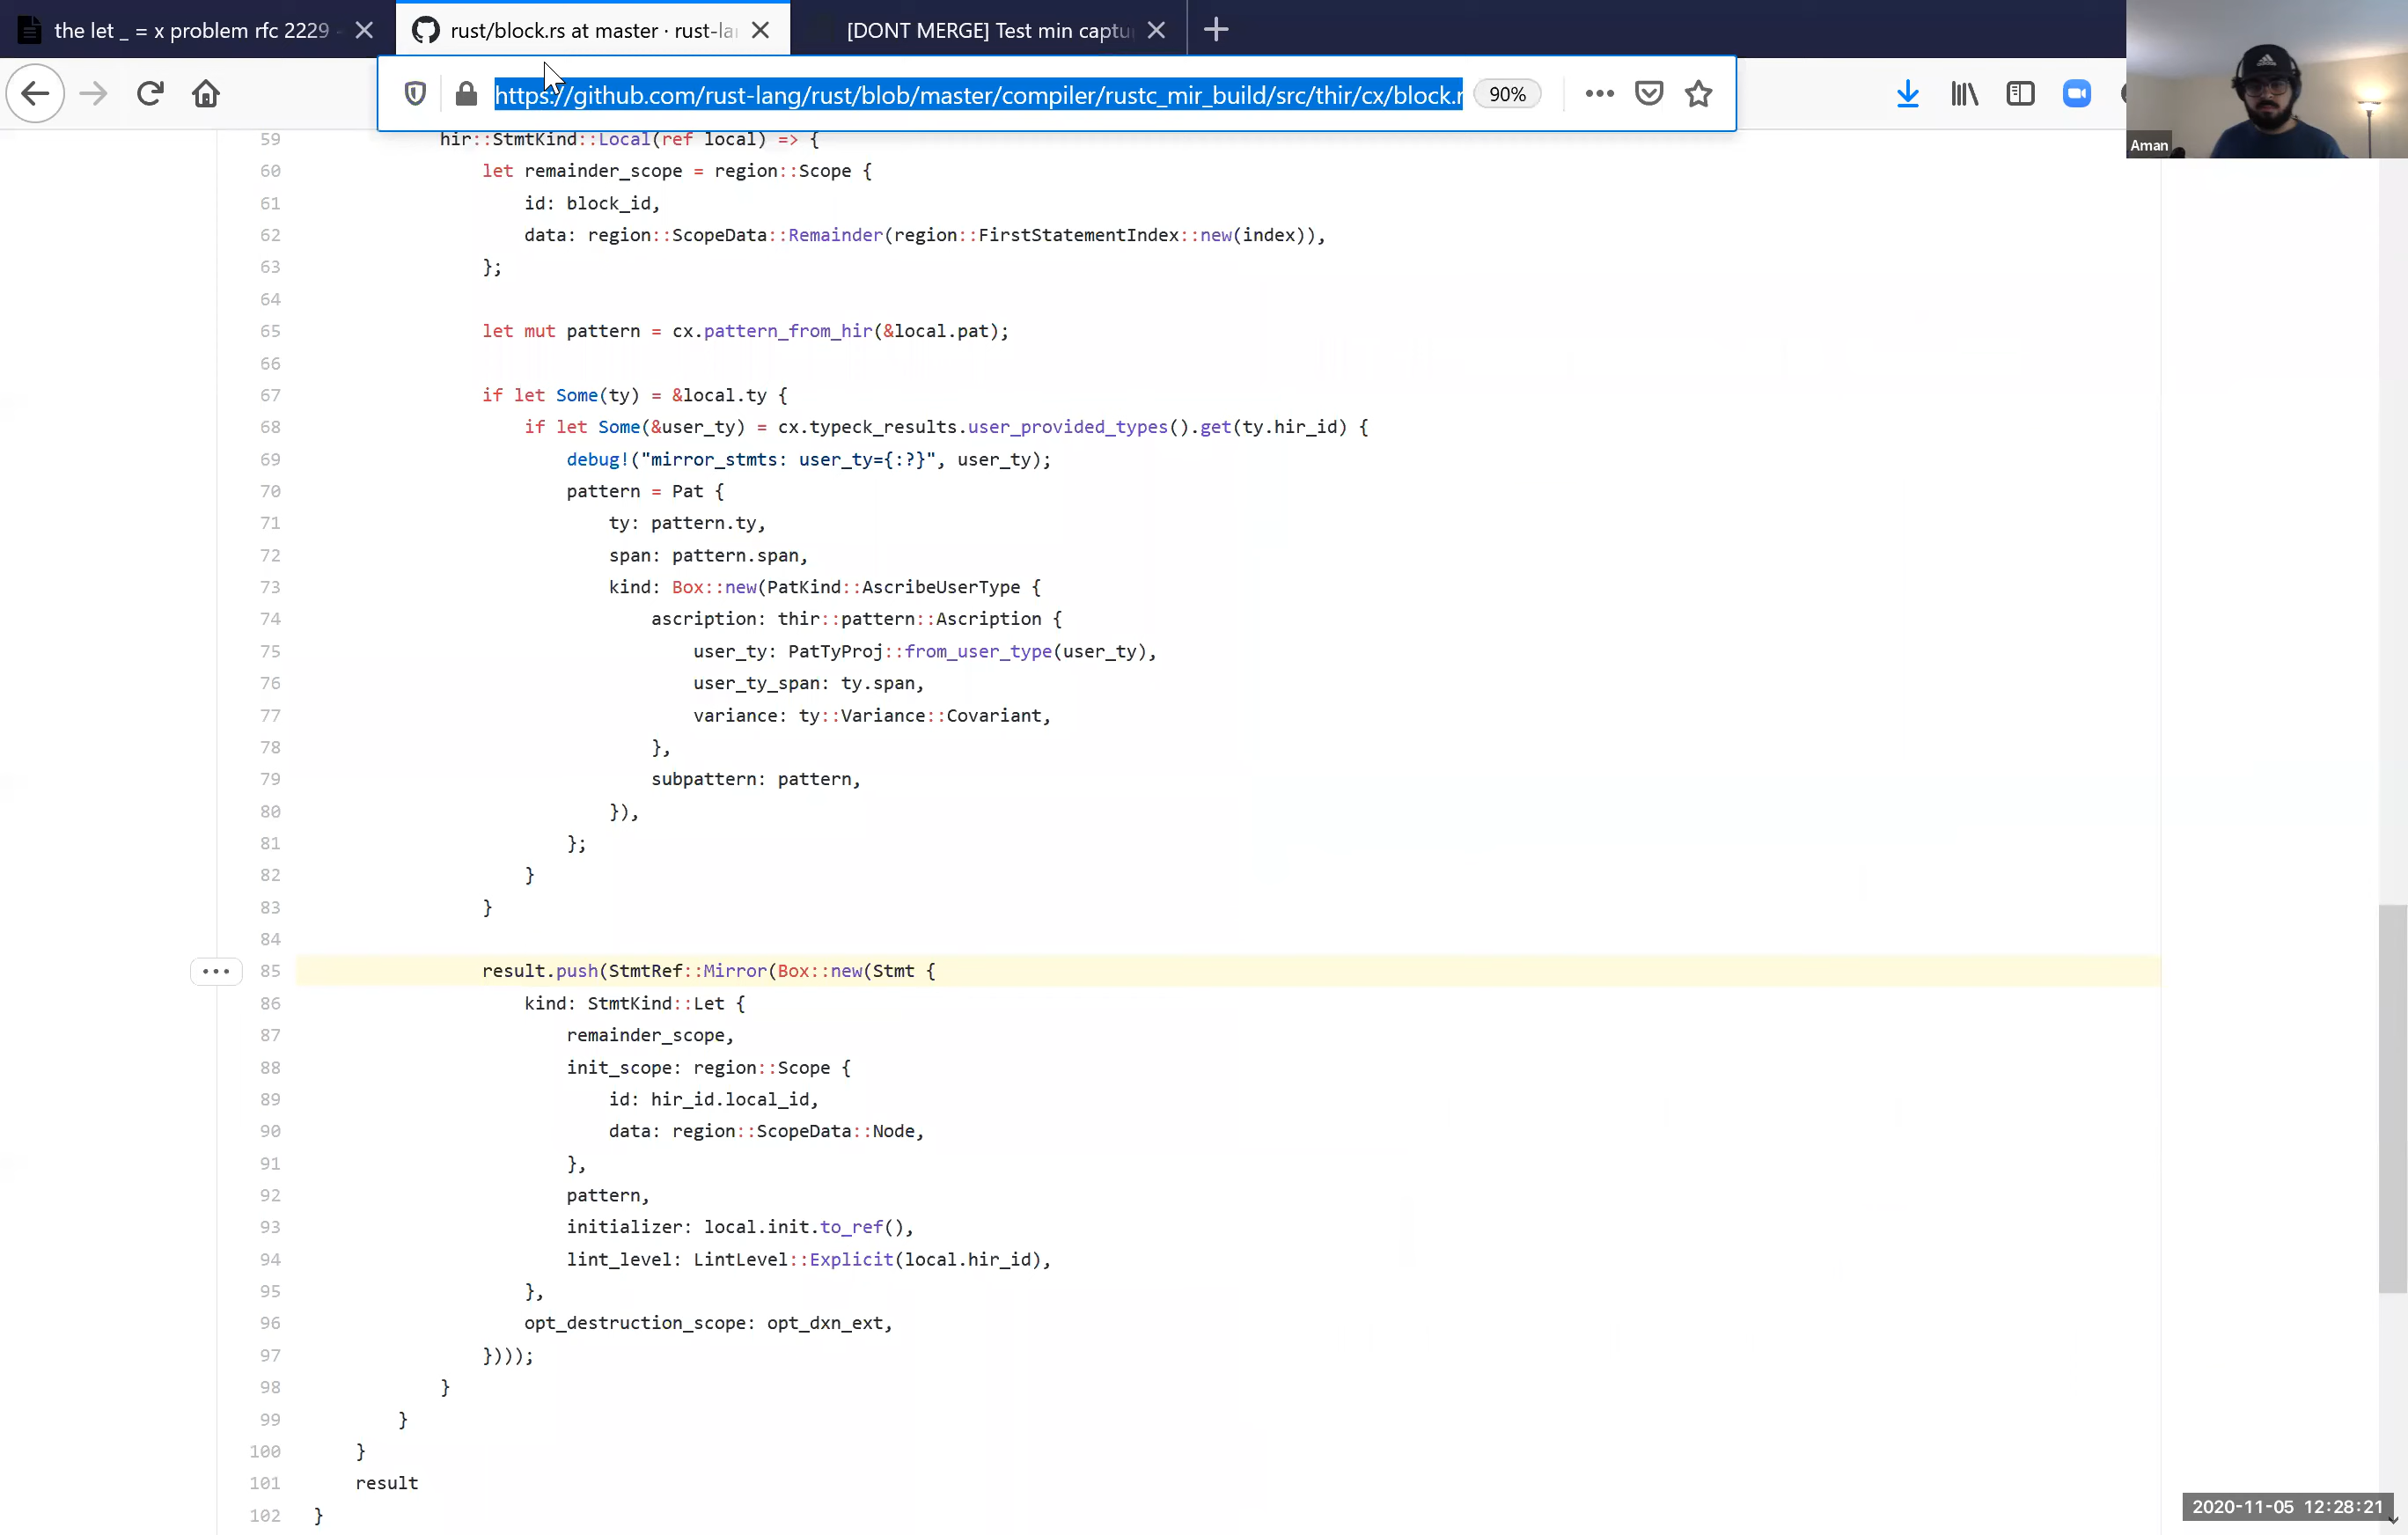 the let _ = x problem rfc 2229 -
rust/block.rs at master · rust-la
[DONT MERGE] Test min captu
https://github.com/rust-lang/rust/blob/master/compiler/rustc_mir_build/src/thir/cx/block.r
90%
Aman
59 hir::StmtKind::Local(ref local) => {
60 let remainder_scope = region::Scope {
61 id: block_id,
62 data: region::ScopeData::Remainder(region::FirstStatementIndex::new(index)),
63 };
64
65 let mut pattern = cx.pattern_from_hir(&local.pat);
66
67 if let Some(ty) = &local.ty {
68 if let Some(&user_ty) = cx.typeck_results.user_provided_types().get(ty.hir_id) {
69 debug!("mirror_stmts: user_ty={:?}", user_ty);
70 pattern = Pat {
71 ty: pattern.ty,
72 span: pattern.span,
73 kind: Box::new(PatKind::AscribeUserType {
74 ascription: thir::pattern::Ascription {
75 user_ty: PatTyProj::from_user_type(user_ty),
76 user_ty_span: ty.span,
77 variance: ty::Variance::Covariant,
78 },
79 subpattern: pattern,
80 }),
81 };
82 }
83 }
84
85 result.push(StmtRef::Mirror(Box::new(Stmt {
86 kind: StmtKind::Let {
87 remainder_scope,
88 init_scope: region::Scope {
89 id: hir_id.local_id,
90 data: region::ScopeData::Node,
91 },
92 pattern,
93 initializer: local.init.to_ref(),
94 lint_level: LintLevel::Explicit(local.hir_id),
95 },
96 opt_destruction_scope: opt_dxn_ext,
97 })));
98 }
99 }
100 }
101 result
102 }
2020-11-05 12:28:21